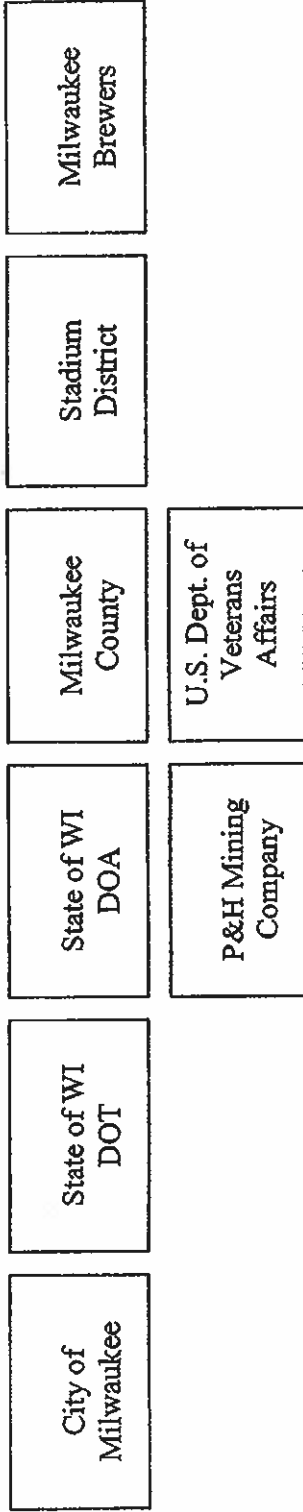 City of
Milwaukee
State of WI
DOT
State of WI
DOA
Milwaukee
County
Stadium
District
Milwaukee
Brewers
P&H Mining
Company
U.S. Dept. of
Veterans
Affairs